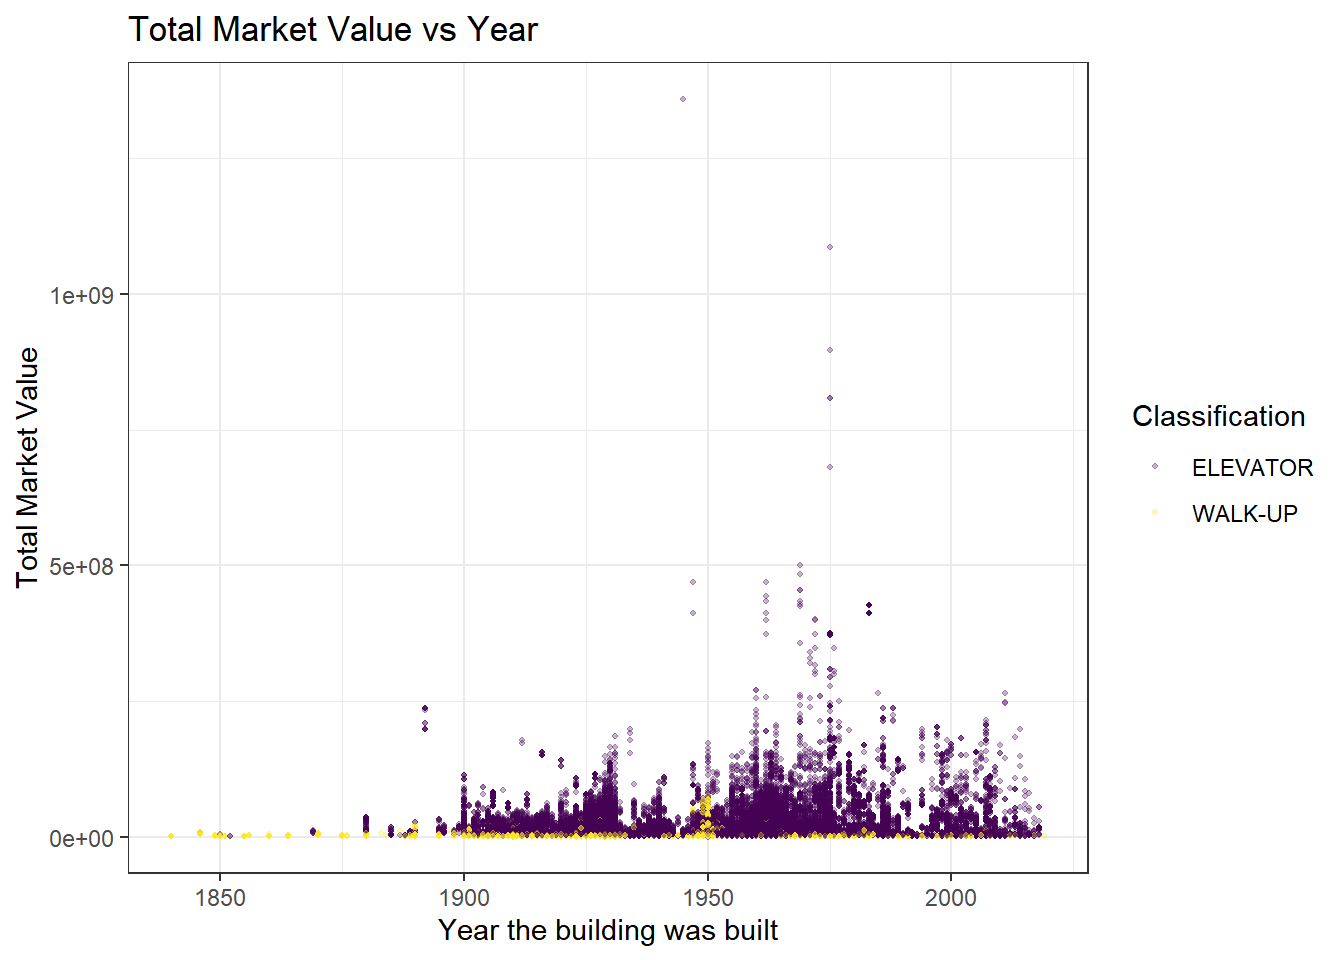 Total Market Value vs Year
1e+09
5e+08
0e+00
Total Market Value
1850
1900
1950
2000
Year the building was built
Classification
ELEVATOR
WALK-UP